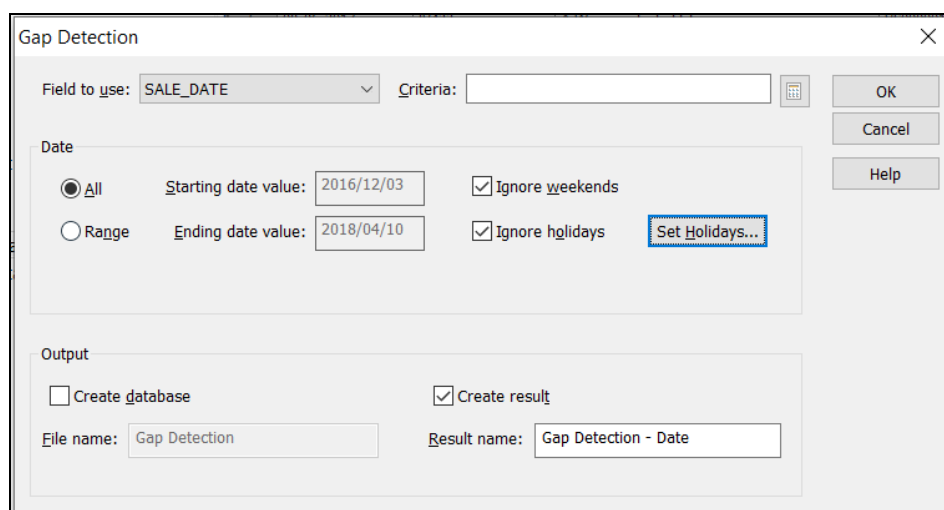 Gap Detection
Field to use: SALE_DATE Criteria:
OK
Cancel
Help
Date
All Starting date value: 2016/12/03 Ignore weekends
Range Ending date value: 2018/04/10 Ignore holidays Set Holidays...
Output
Create database Create result
File name: Gap Detection Result name: Gap Detection - Date